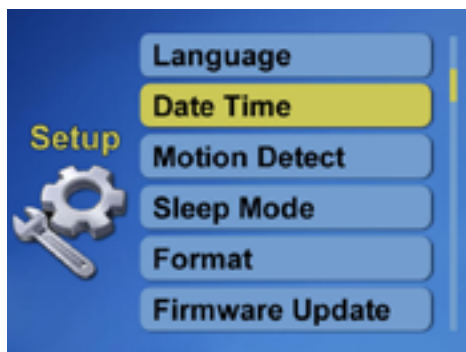 Language
Date Time
Setup
Motion Detect
Sleep Mode
Format
Firmware Update